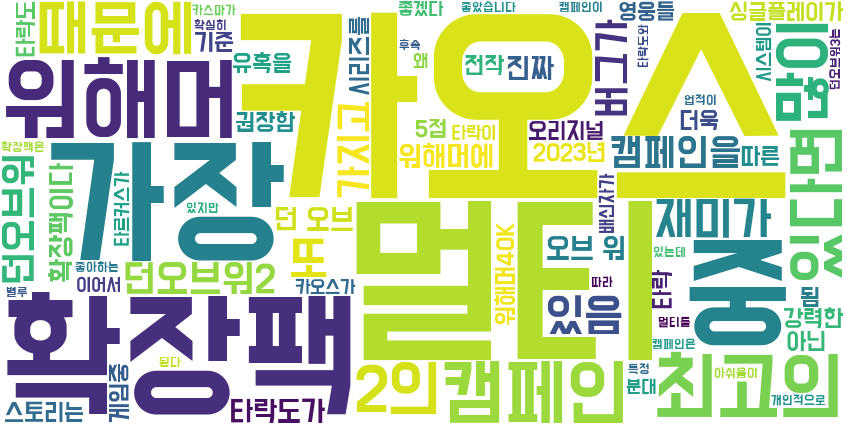 때문에
카스마가
확실히
기준
타락도
워해머
유혹을
권장함
카오스
시리즈를
좋겠다
좋았습니다
캠페인이
영웅들
싱글플레이가
후속
왜
전작
진짜
버그가
타락도와
시스템이
이번
업적이
더욱
5점
타락이
오리지널
워해머에
2023년
캠페인을
따른
엔딩
확장팩은
던오브워
확장팩이다
타르커스가
가장
있지만
가지고
던 오브
또
멀티
배신자가
재미가
오브 워
있는데
중
좋아하는
이어서
별루
던오브워2
카오스가
워해머40K
따라
있음
타락
멀티를
됨
강력한
아닌
확장팩
된다
게임중
스토리는
타락도가
2의
캠페인
캠페인은
특정
분대
최고의
아쉬움이
개인적으로